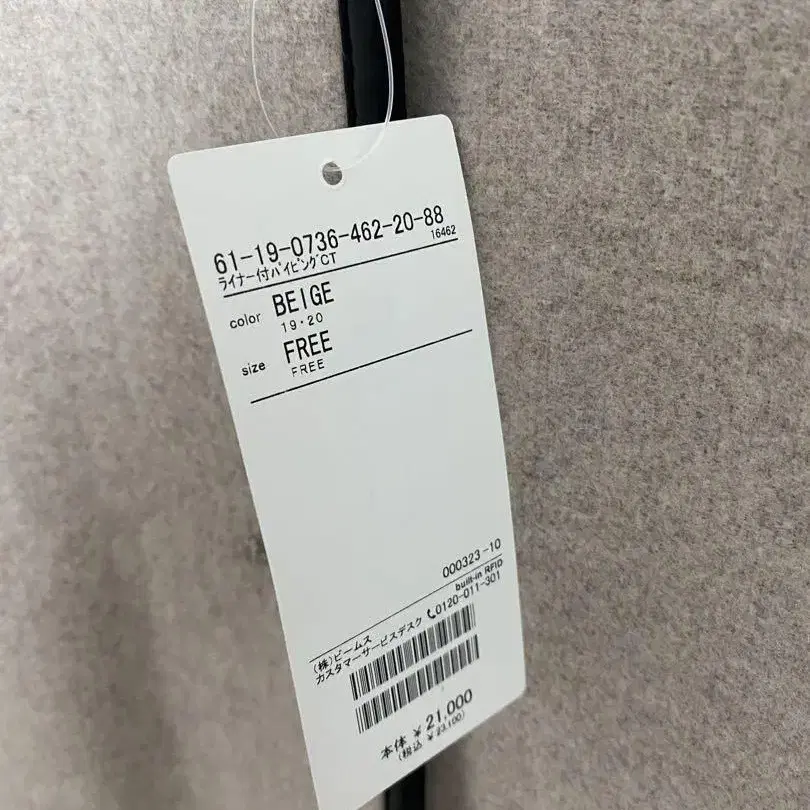 61-19-0736-462-20-88
ライナー付パイピングCT 16462
color BEIGE
19・20
size FREE
FREE
000323-10
built-in RFID
(株)ビームス
カスタマーサービスデスク 0120-011-301
本体 ¥21,000
(税込 ¥23,100)